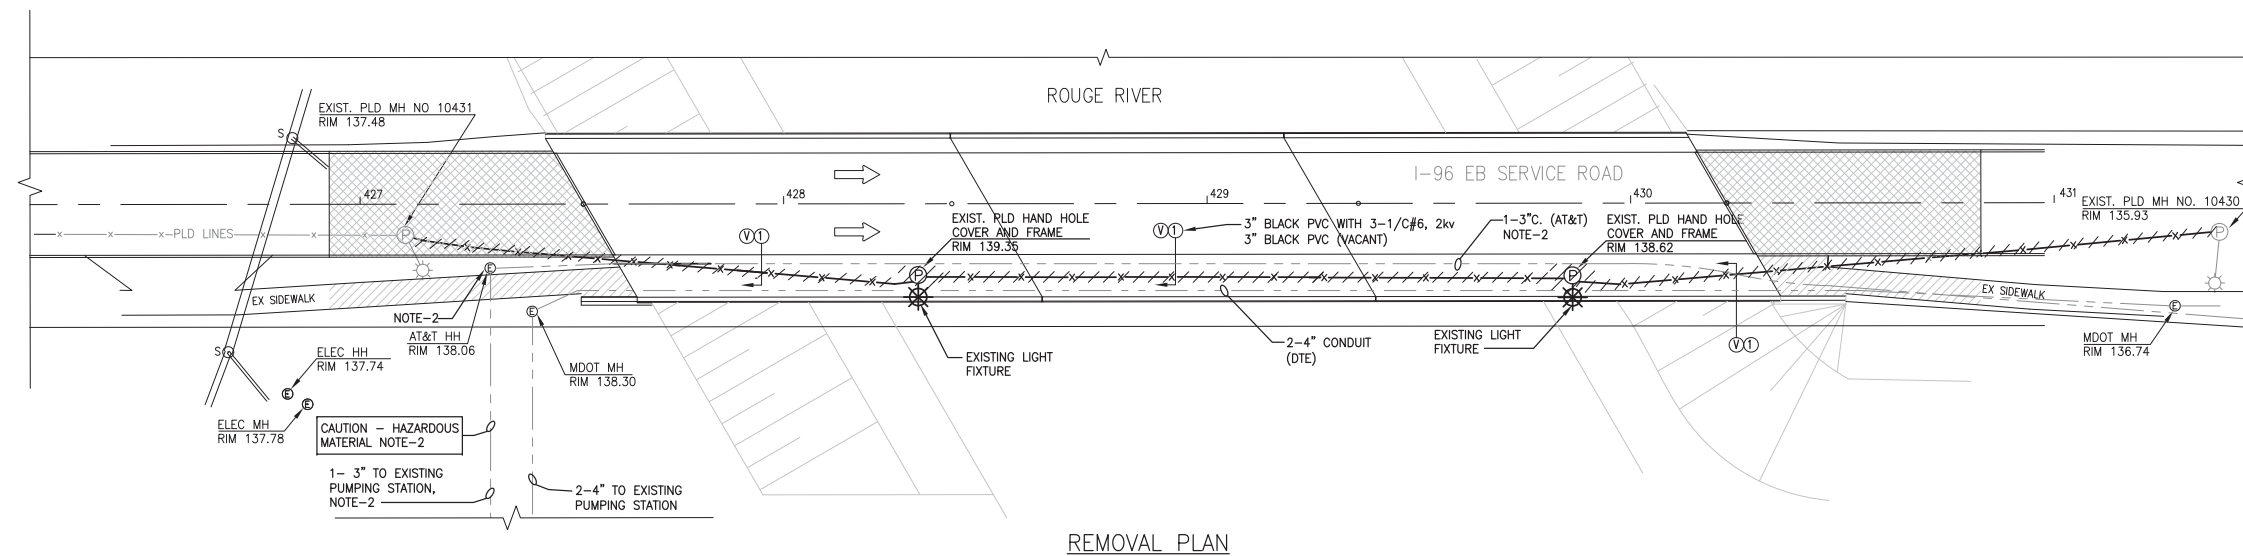 ROUGE RIVER
EXIST. PLD MH NO 10431
RIM 137.48
S
I-96 EB SERVICE ROAD
427
428
429
430
431
EXIST. PLD MH NO. 10430
RIM 135.93
EXIST. PLD HAND HOLE
COVER AND FRAME
RIM 139.35
3" BLACK PVC WITH 3-1/C#6, 2kv
3" BLACK PVC (VACANT)
1-3"C. (AT&T)
NOTE-2
EXIST. PLD HAND HOLE
COVER AND FRAME
RIM 138.62
V 1
V 1
PLD LINES
P
P
P
P
E
E
E
EX SIDEWALK
EX SIDEWALK
NOTE-2
AT&T HH
RIM 138.06
S
ELEC HH
RIM 137.74
E
E
MDOT MH
RIM 138.30
EXISTING LIGHT
FIXTURE
2-4" CONDUIT
(DTE)
EXISTING LIGHT
FIXTURE
V 1
MDOT MH
RIM 136.74
ELEC MH
RIM 137.78
CAUTION - HAZARDOUS
MATERIAL NOTE-2
1- 3" TO EXISTING
PUMPING STATION,
NOTE-2
2-4" TO EXISTING
PUMPING STATION
REMOVAL PLAN